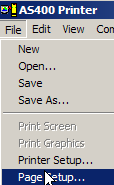 AS400 Printer
File Edit View Com
New
Open...
Save
Save As...
Print Screen
Print Graphics
Printer Setup...
Page Setup...